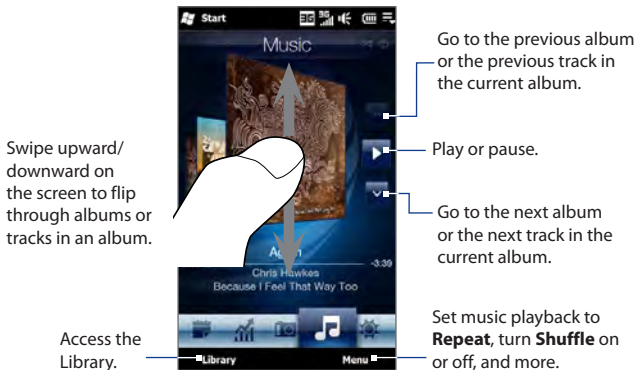 Start
Music
Go to the previous album
or the previous track in
the current album.
Swipe upward/
downward on
the screen to flip
through albums or
tracks in an album.
Play or pause.
Go to the next album
or the next track in the
current album.
-3:39
Chris Hawkes
Because I Feel That Way Too
Access the
Library.
Library
Menu
Set music playback to
Repeat, turn Shuffle on
or off, and more.